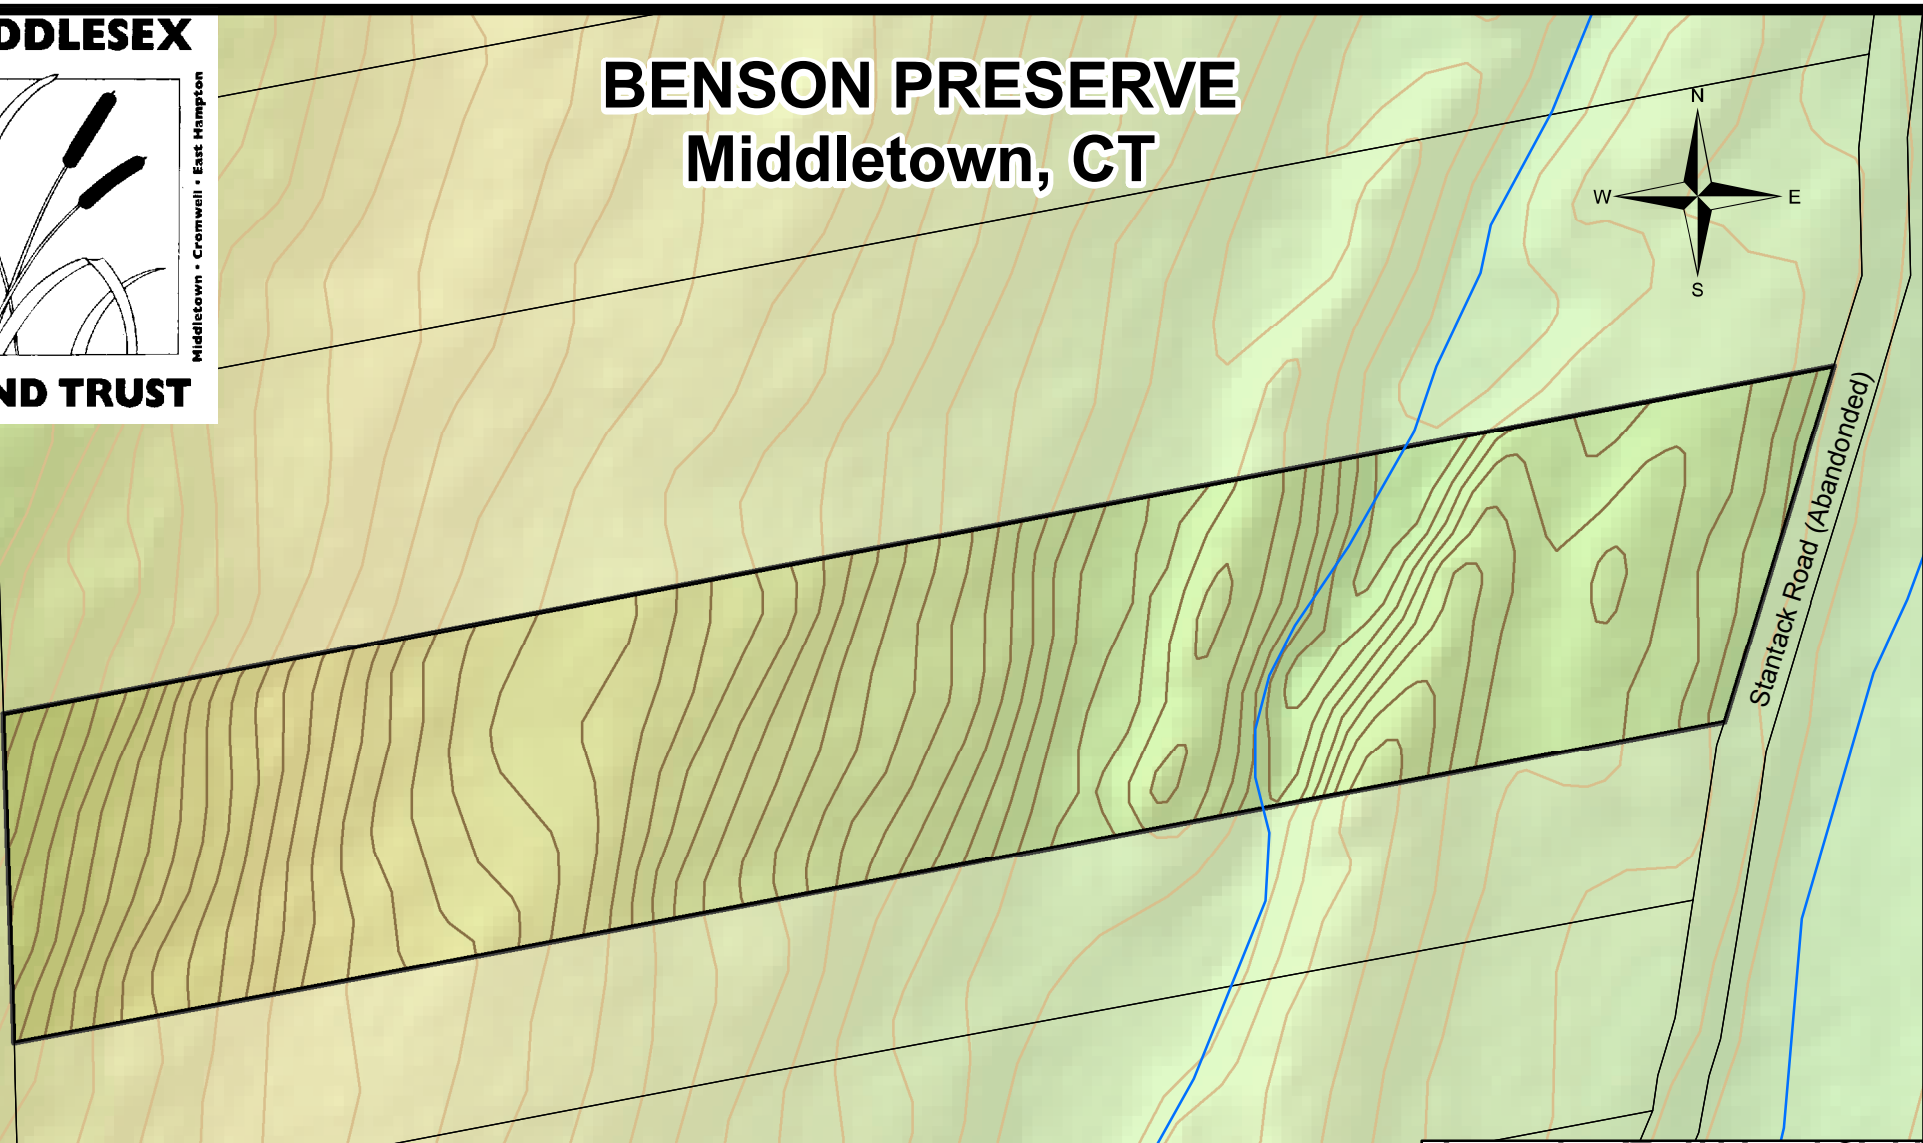 DDLESEX
Middletown • Cromwell • East Hampton
ND TRUST
BENSON PRESERVE
Middletown, CT
N
W E
S
Stantack Road (Abandonded)